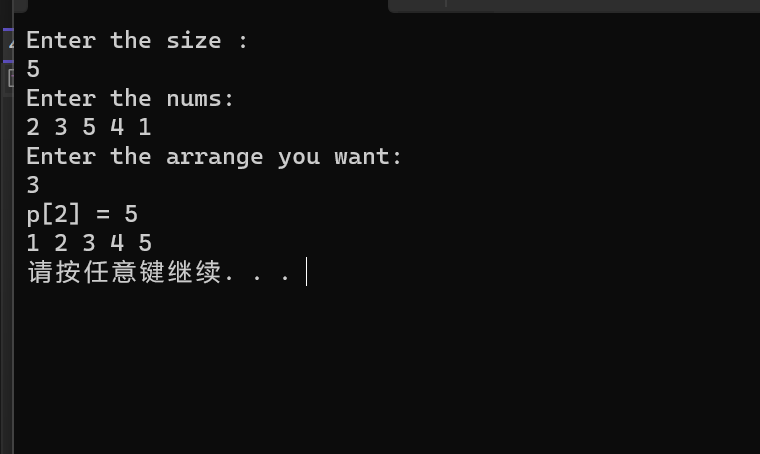 Enter the size :
5
Enter the nums:
2 3 5 4 1
Enter the arrange you want:
3
p[2] = 5
1 2 3 4 5
请按任意键继续. . .